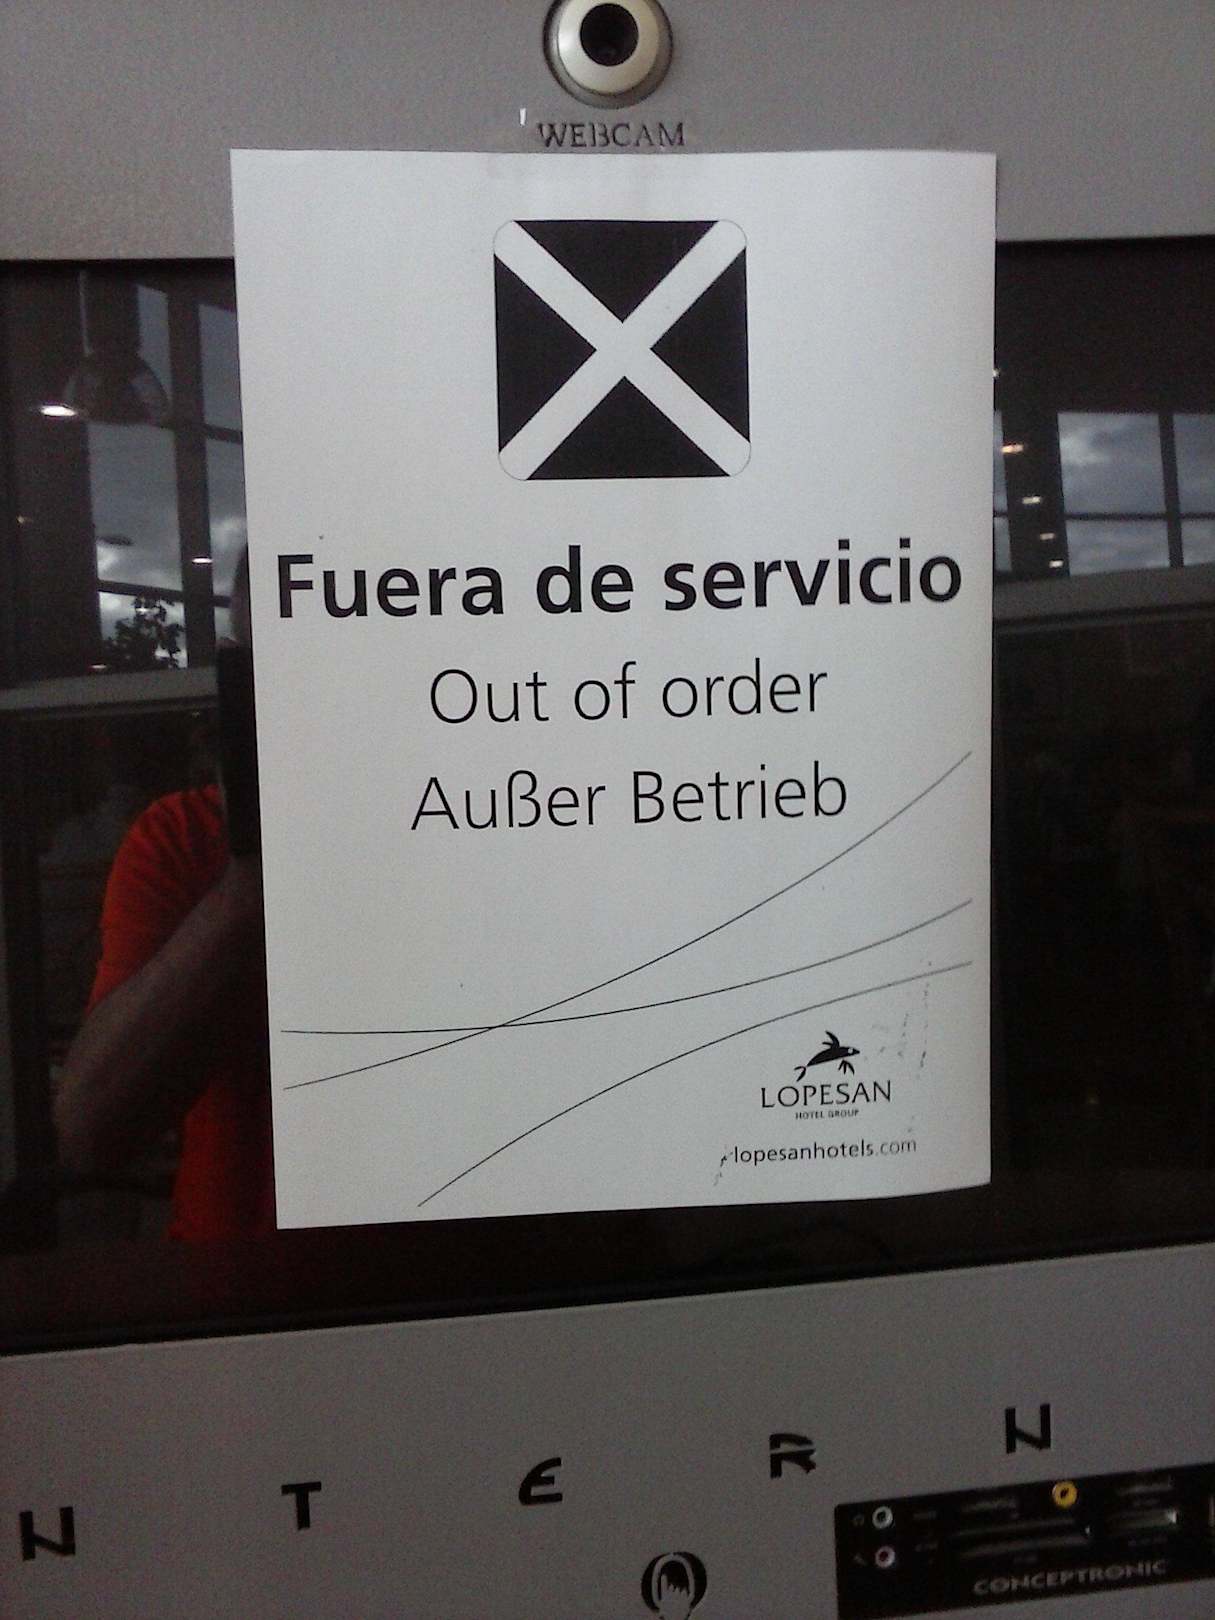 WEBCAM
Fuera de servicio
Out of order
Außer Betrieb
LOPESAN
HOTEL GROUP
lopesanhotels.com
N T E R N
CONCEPTRONIC